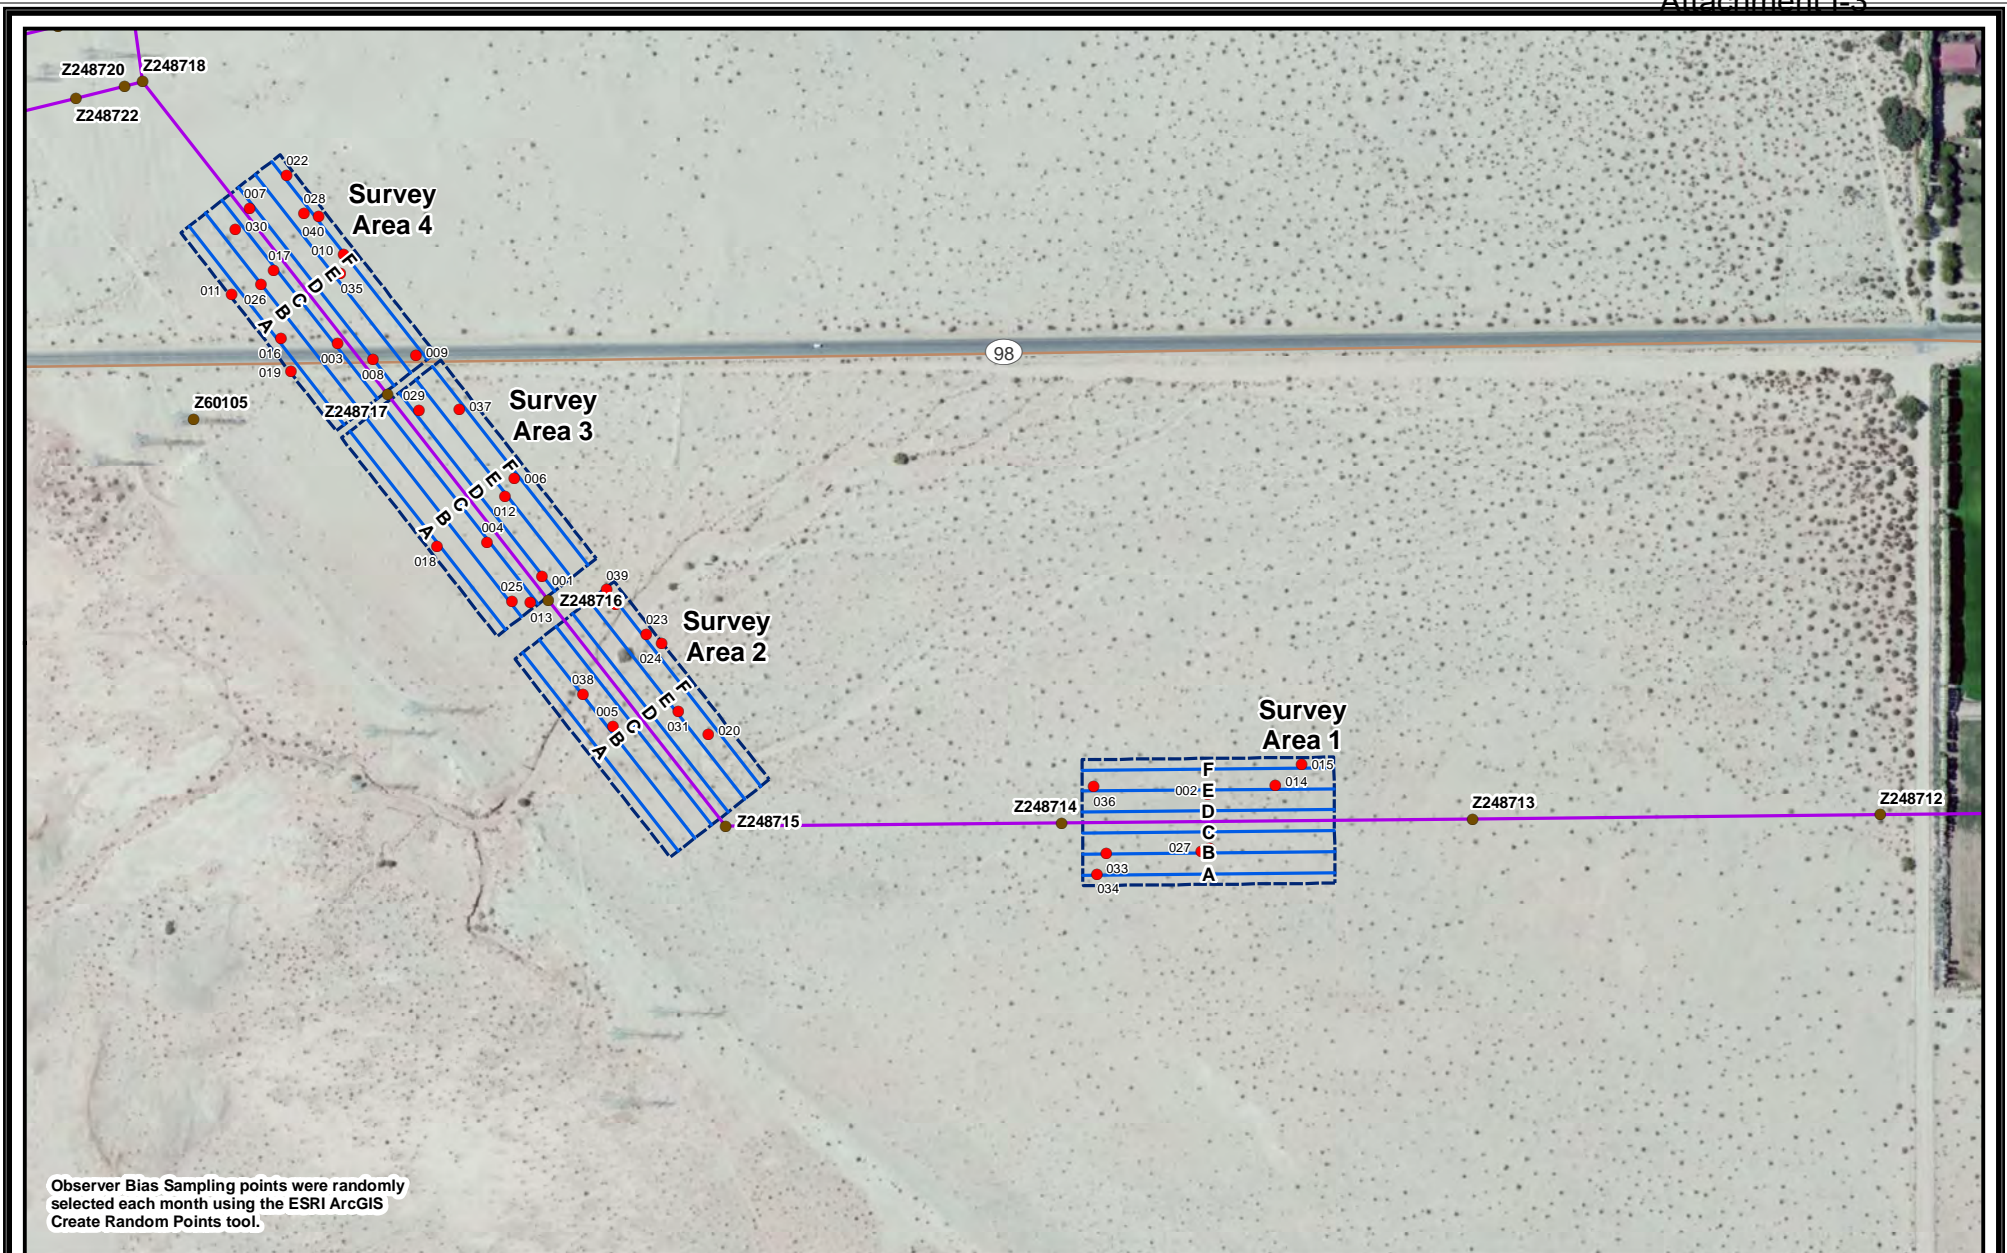 Attachment I-3
Z248720
Z248718
Z248722
022
007
028
Survey
Area 4
030
040
010
017
F
E
035
011
026
D
C
B
A
016
003
009
98
019
008
Z60105
029
Z248717
037
Survey
Area 3
F
E
006
D
012
C
B
004
A
018
039
001
025
Z248716
013
023
Survey
Area 2
024
038
F
E
005
D
031
C
020
B
A
Survey
Area 1
F
015
014
002
E
036
Z248714
D
Z248713
Z248712
Z248715
C
027
B
033
A
034
Observer Bias Sampling points were randomly
selected each month using the ESRI ArcGIS
Create Random Points tool.